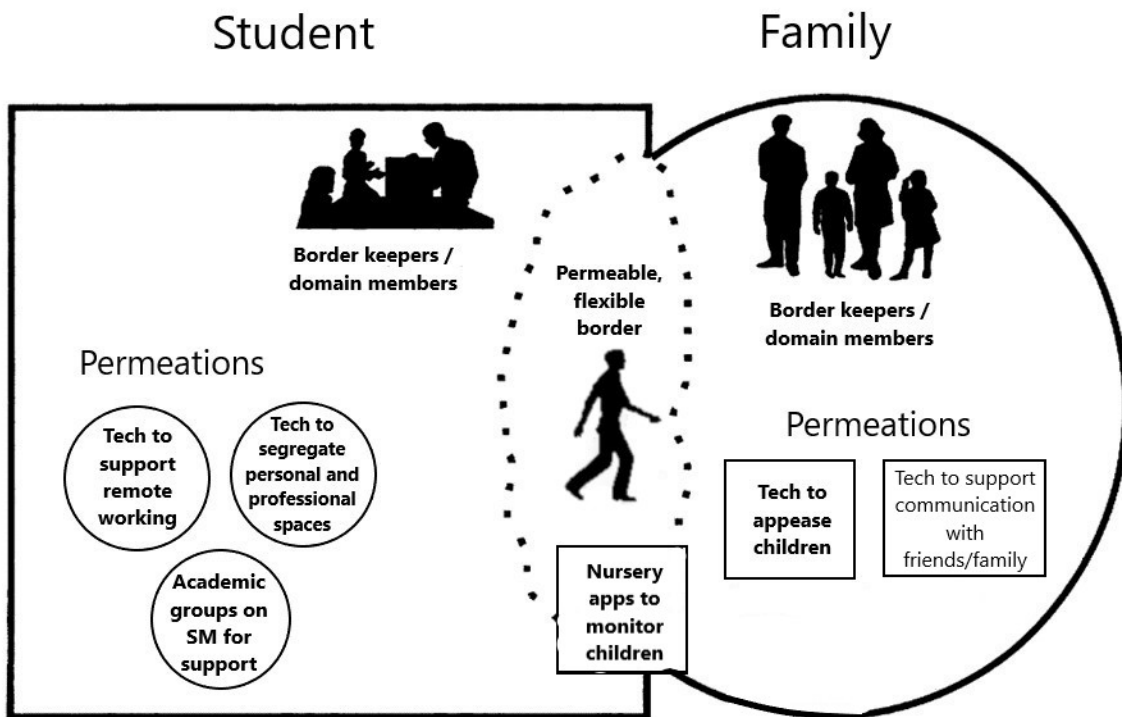 Student
Family
Border keepers /
domain members
Permeable,
flexible
border
Border keepers /
domain members
Permeations
Tech to
support
remote
working
Tech to
segregate
personal and
professional
spaces
Academic
groups on
SM for
support
Nursery
apps to
monitor
children
Permeations
Tech to
appease
children
Tech to support
communication
with
friends/family